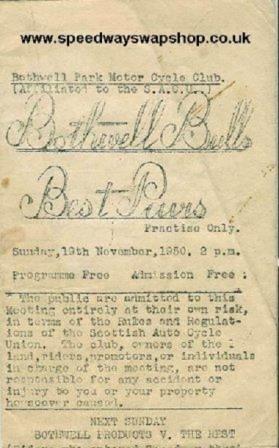 www.speedwayswapshop.co.uk
Bothwell Park Motor Cycle Club.
(Affiliated to the S.A.C.U.)
Bothwell Bulls
Best Pairs
Practise Only.
Sunday,19th November,1950. 2 p.m.
Programme Free Admission Free :
The public are admitted to this
Meeting entirely at their own risk,
in terms of the Rules and Regulat-
ions of the Scottish Auto Cycle
Union. The club, owners of the
land,riders,promotors,or individuals
in charge of the meeting, are not
responsible for any accident or
injury to you or your property
howsoever caused.
NEXT SUNDAY
BOTHWELL PRODUCTS V. THE REST